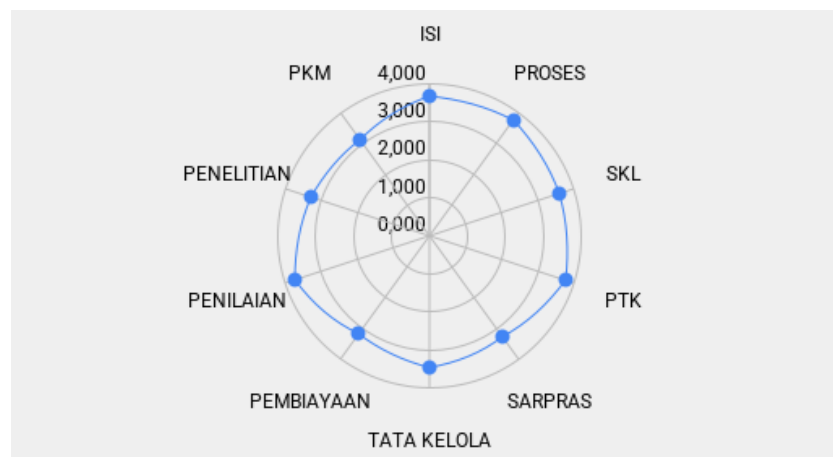 ISI
PKM
4,000
PROSES
3,000
2,000
PENELITIAN
SKL
1,000
0,000
PENILAIAN
PTK
PEMBIAYAAN
SARPRAS
TATA KELOLA